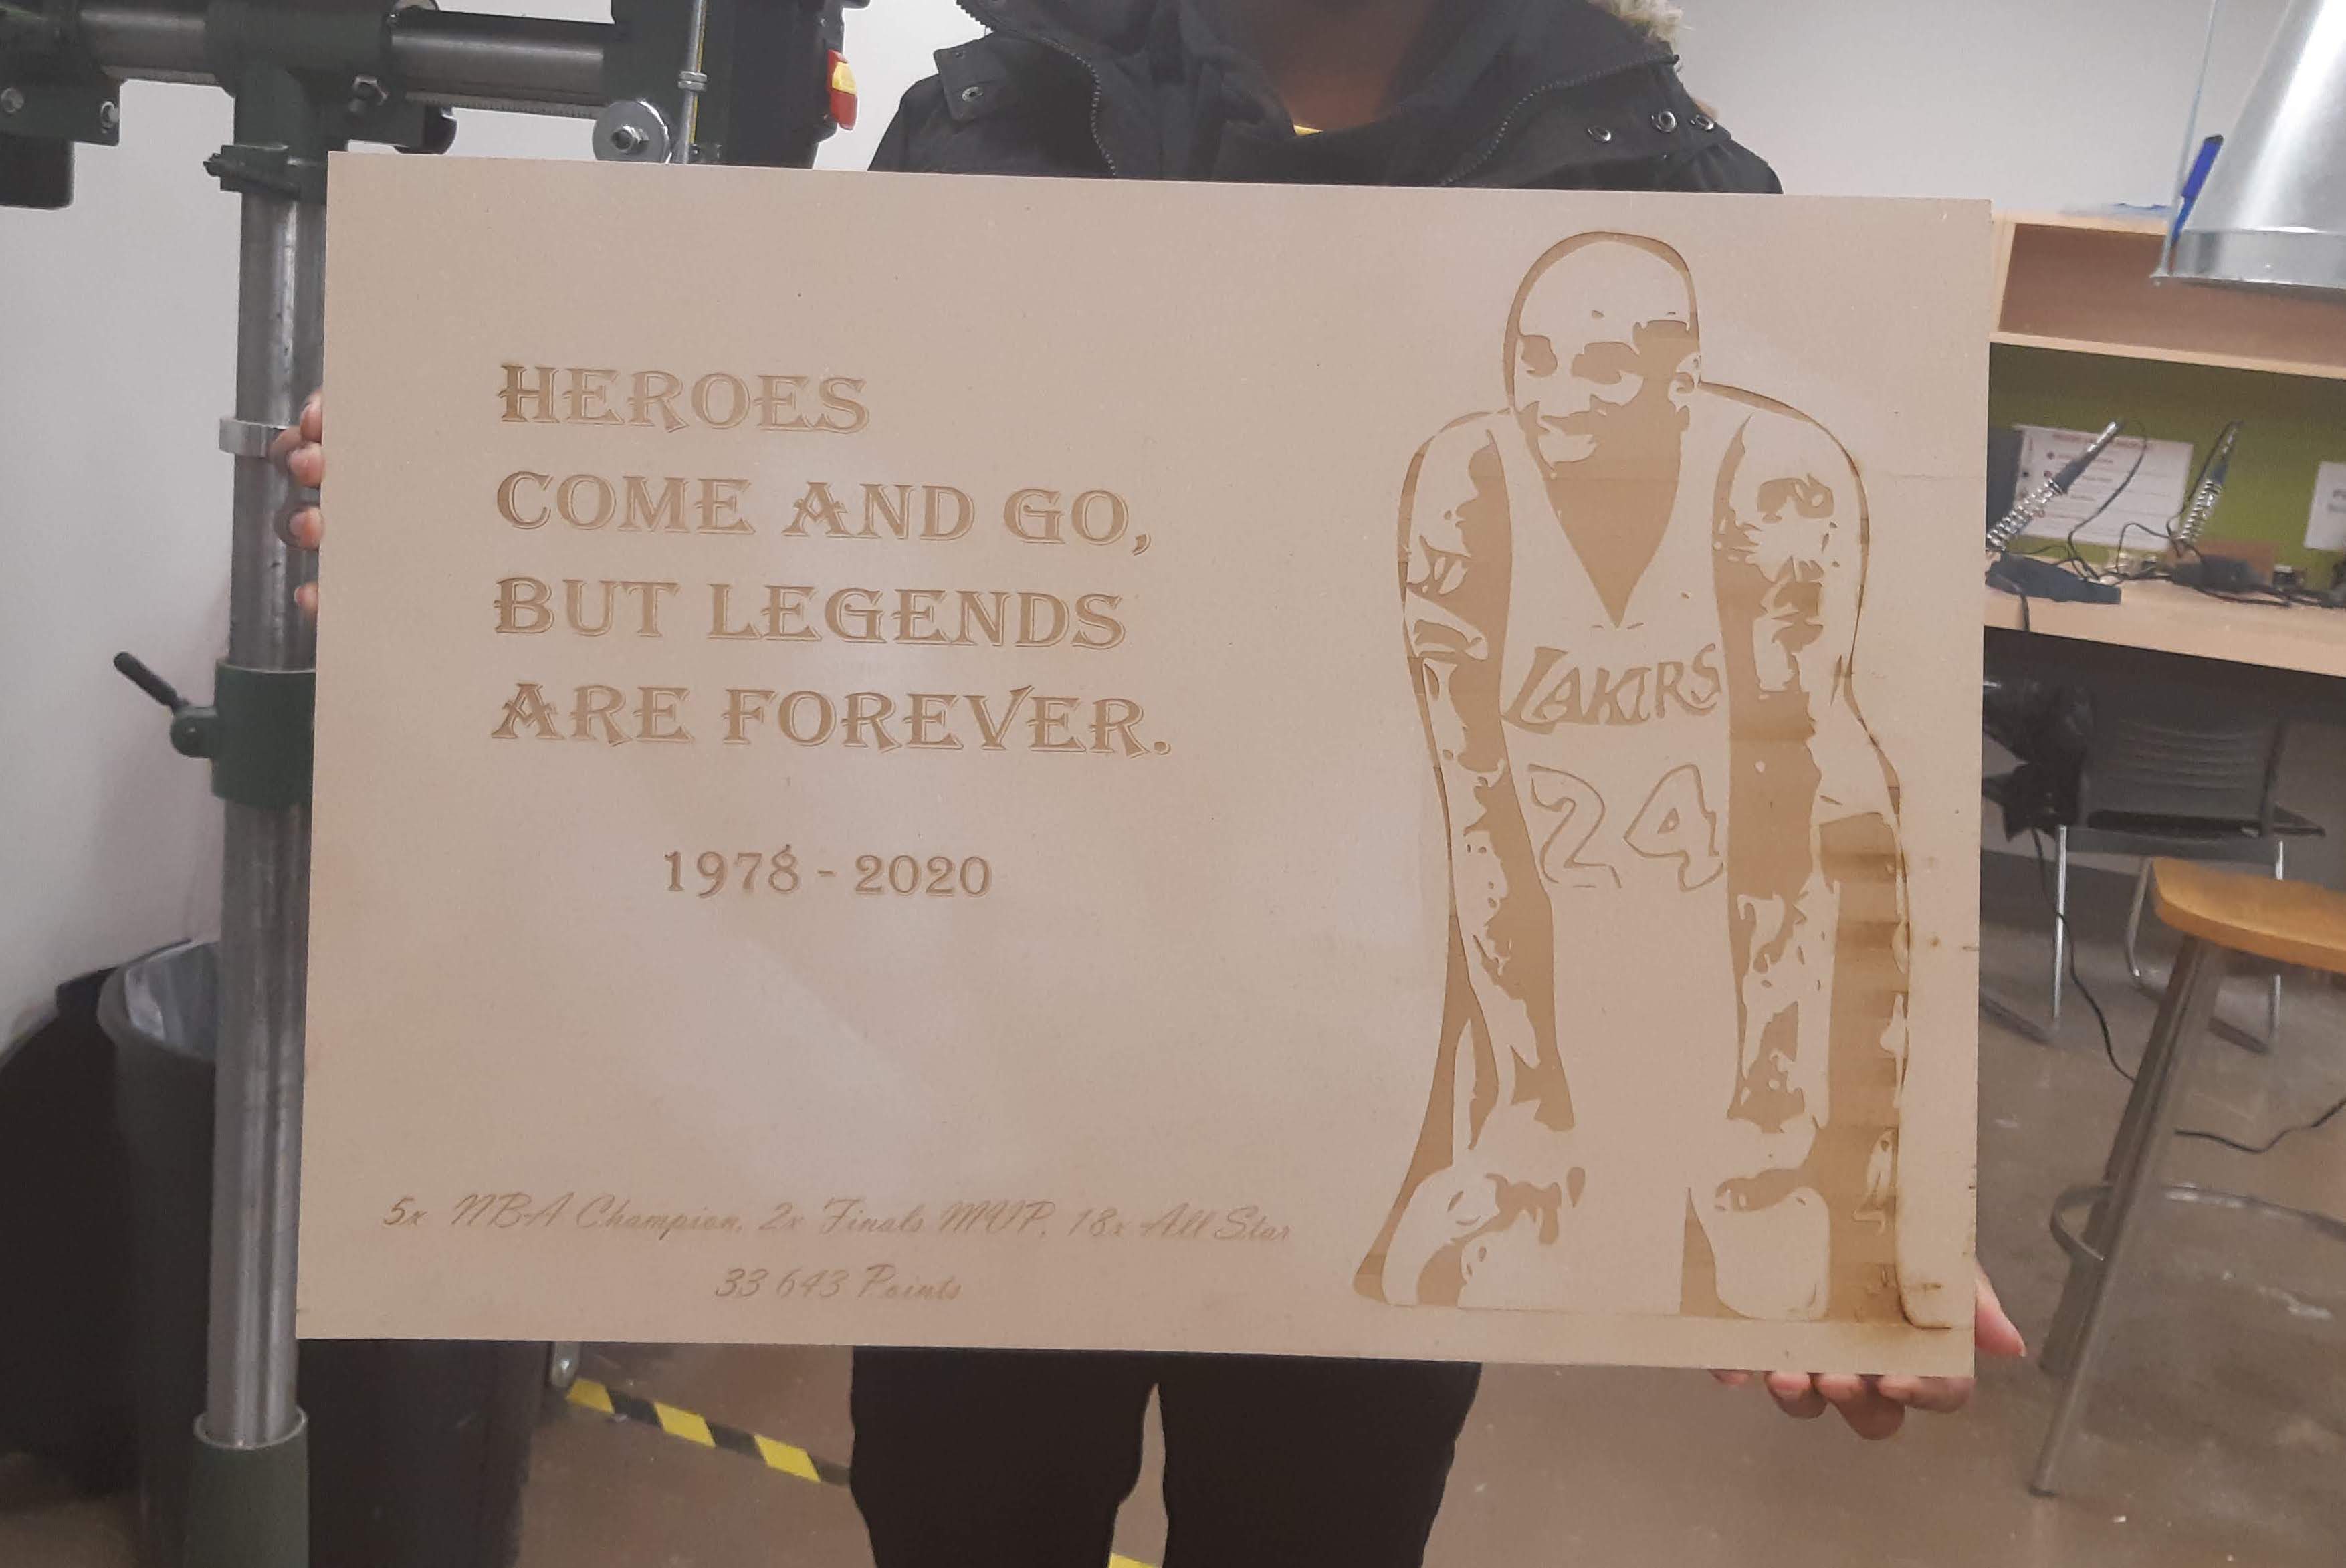 HEROES
COME AND GO,
BUT LEGENDS
ARE FOREVER.
1978 - 2020
5x NBA Champion, 2x Finals MVP, 18x All Star
33 643 Points
LAKERS
24